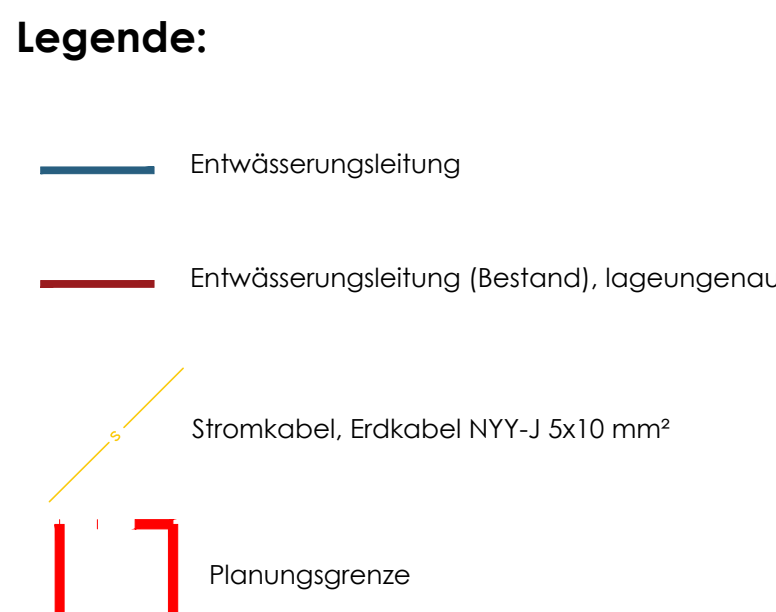 Legende:
Entwässerungsleitung
Entwässerungsleitung (Bestand), lageungenau
s Stromkabel, Erdkabel NYY-J 5x10 mm²
Planungsgrenze